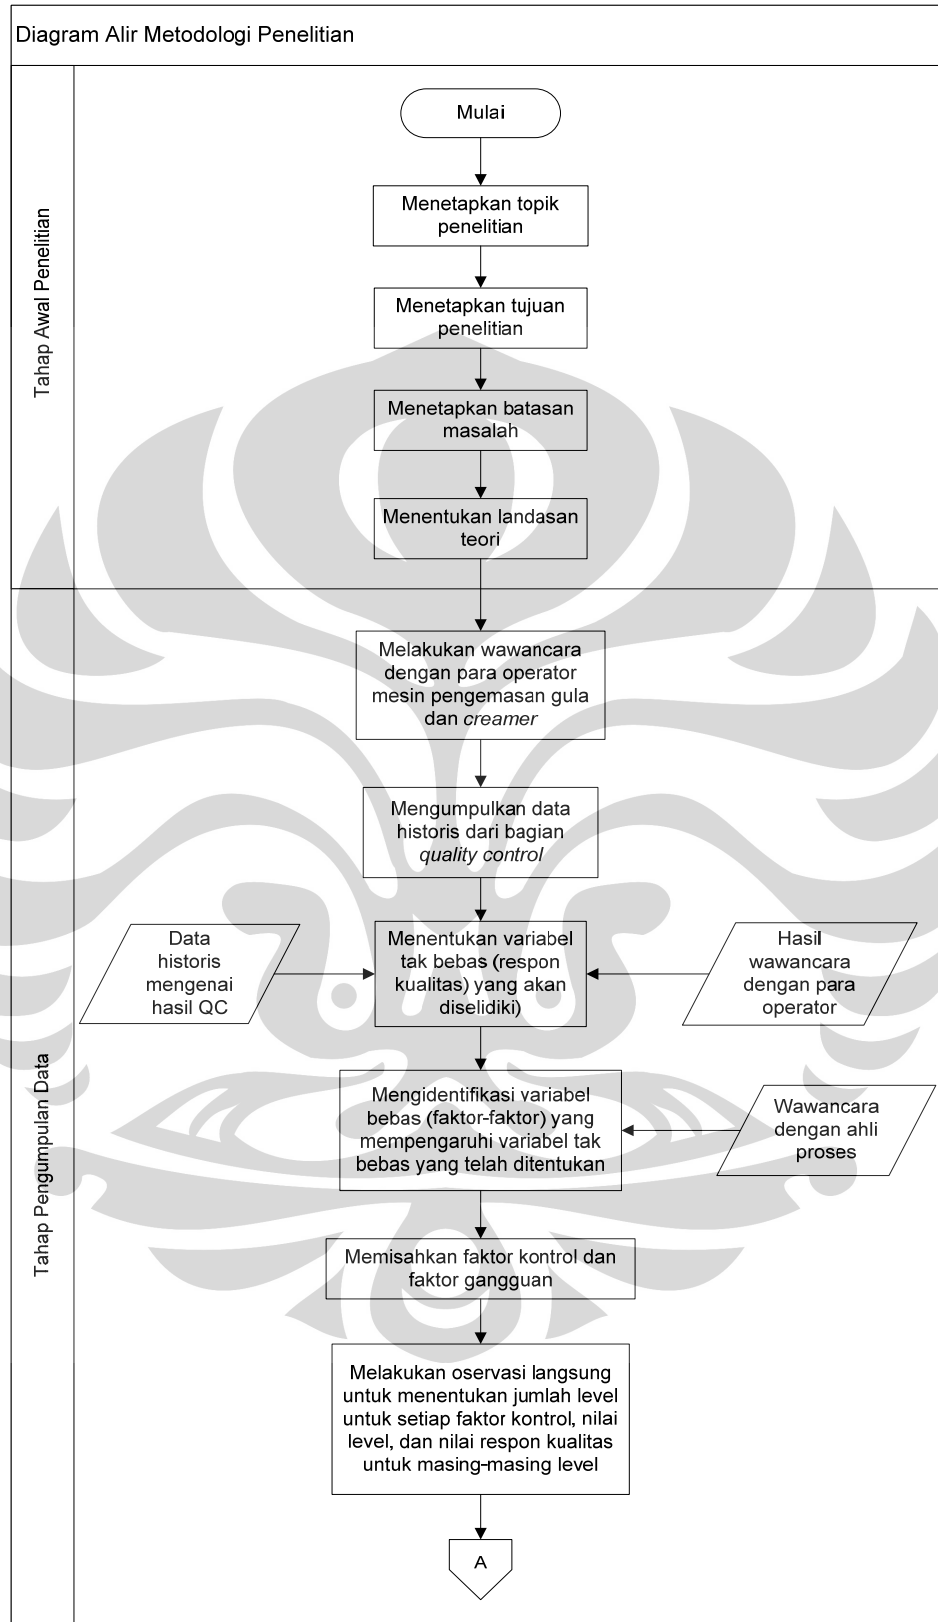 Diagram Alir Metodologi Penelitian
Tahap Awal Penelitian
Mulai
Menetapkan topik
penelitian
Menetapkan tujuan
penelitian
Menetapkan batasan
masalah
Menentukan landasan
teori
Tahap Pengumpulan Data
Melakukan wawancara
dengan para operator
mesin pengemasan gula
dan creamer
Mengumpulkan data
historis dari bagian
quality control
Data
historis
mengenai
hasil QC
Menentukan variabel
tak bebas (respon
kualitas) yang akan
diselidiki)
Hasil
wawancara
dengan para
operator
Mengidentifikasi variabel
bebas (faktor-faktor) yang
mempengaruhi variabel tak
bebas yang telah ditentukan
Wawancara
dengan ahli
proses
Memisahkan faktor kontrol dan
faktor gangguan
Melakukan oservasi langsung
untuk menentukan jumlah level
untuk setiap faktor kontrol, nilai
level, dan nilai respon kualitas
untuk masing-masing level
A